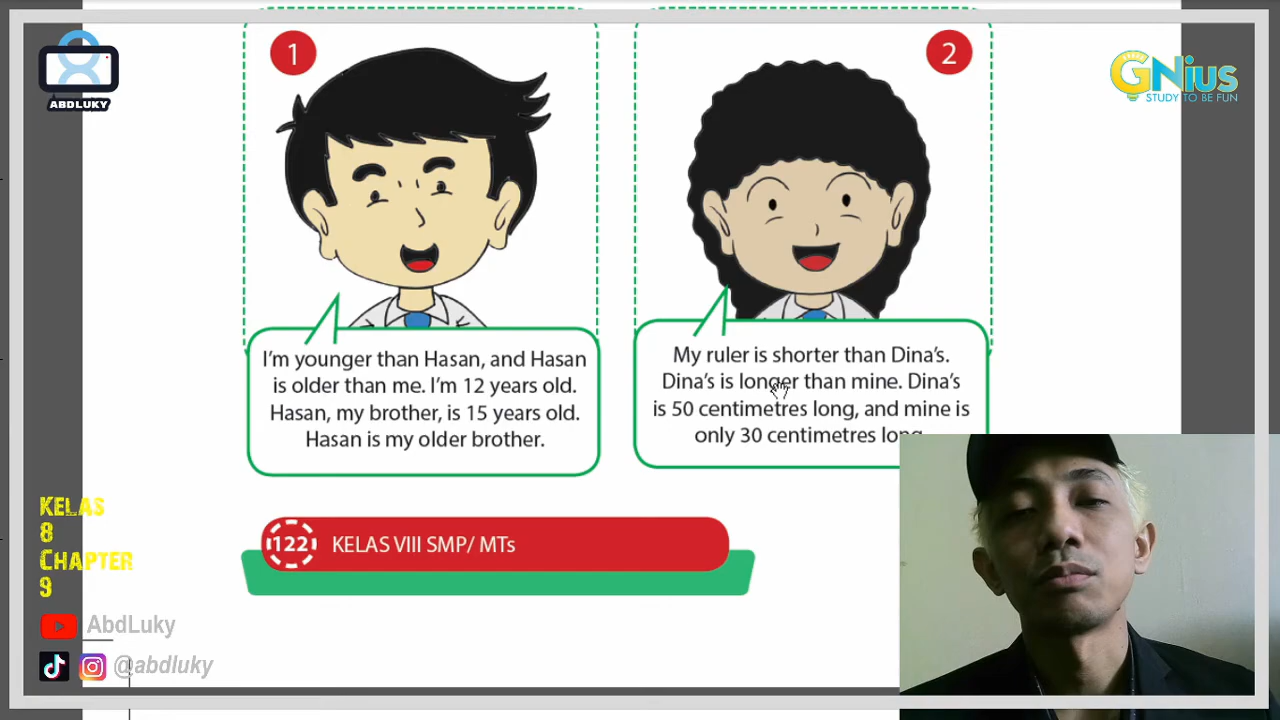 1
2
ABDLUKY
GNiUS
STUDY TO BE FUN
I'm younger than Hasan, and Hasan
is older than me. I'm 12 years old.
Hasan, my brother, is 15 years old.
Hasan is my older brother.
My ruler is shorter than Dina's.
Dina's is longer than mine. Dina's
is 50 centimetres long, and mine is
only 30 centimetres long
KELAS
8
CHAPTER
9
122 KELAS VIII SMP/ MTs
AbdLuky
@abdluky